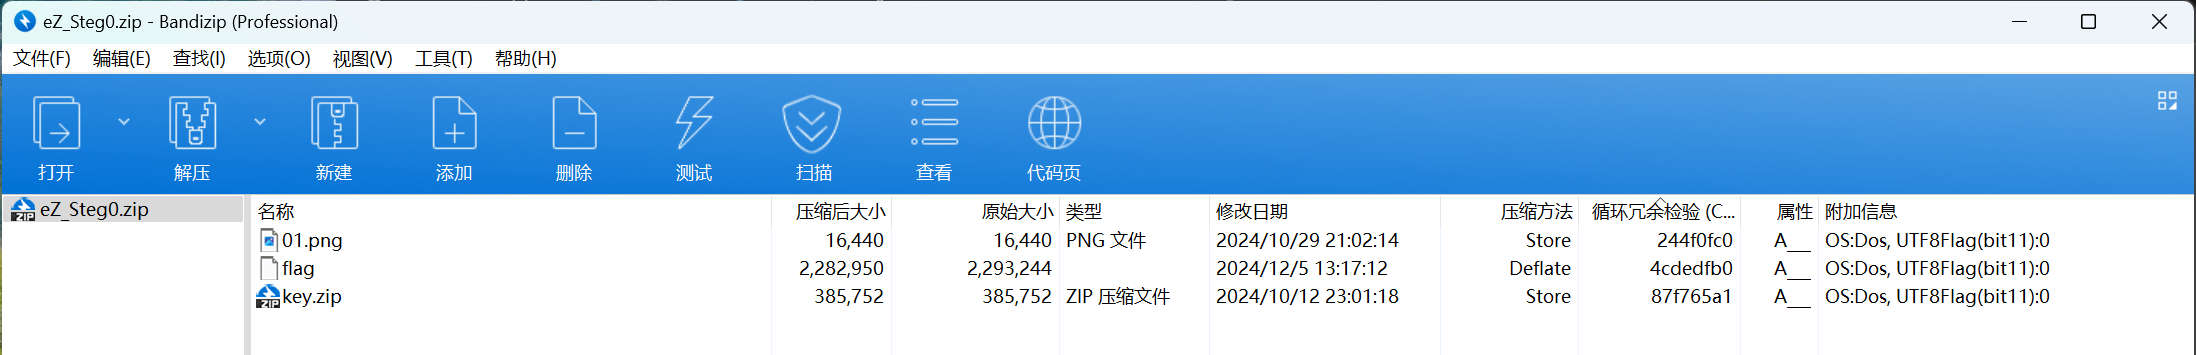 eZ_Steg0.zip - Bandizip (Professional)
文件(F) 编辑(E) 查找(I) 选项(O) 视图(V) 工具(T) 帮助(H)
打开 解压 新建 添加 删除 测试 扫描 查看 代码页
eZ_Steg0.zip
名称 压缩后大小 原始大小 类型 修改日期 压缩方法 循环冗余检验 (C... 属性 附加信息
01.png 16,440 16,440 PNG 文件 2024/10/29 21:02:14 Store 244f0fc0 A___ OS:Dos, UTF8Flag(bit11):0
flag 2,282,950 2,293,244 2024/12/5 13:17:12 Deflate 4cdedfb0 A___ OS:Dos, UTF8Flag(bit11):0
key.zip 385,752 385,752 ZIP 压缩文件 2024/10/12 23:01:18 Store 87f765a1 A___ OS:Dos, UTF8Flag(bit11):0